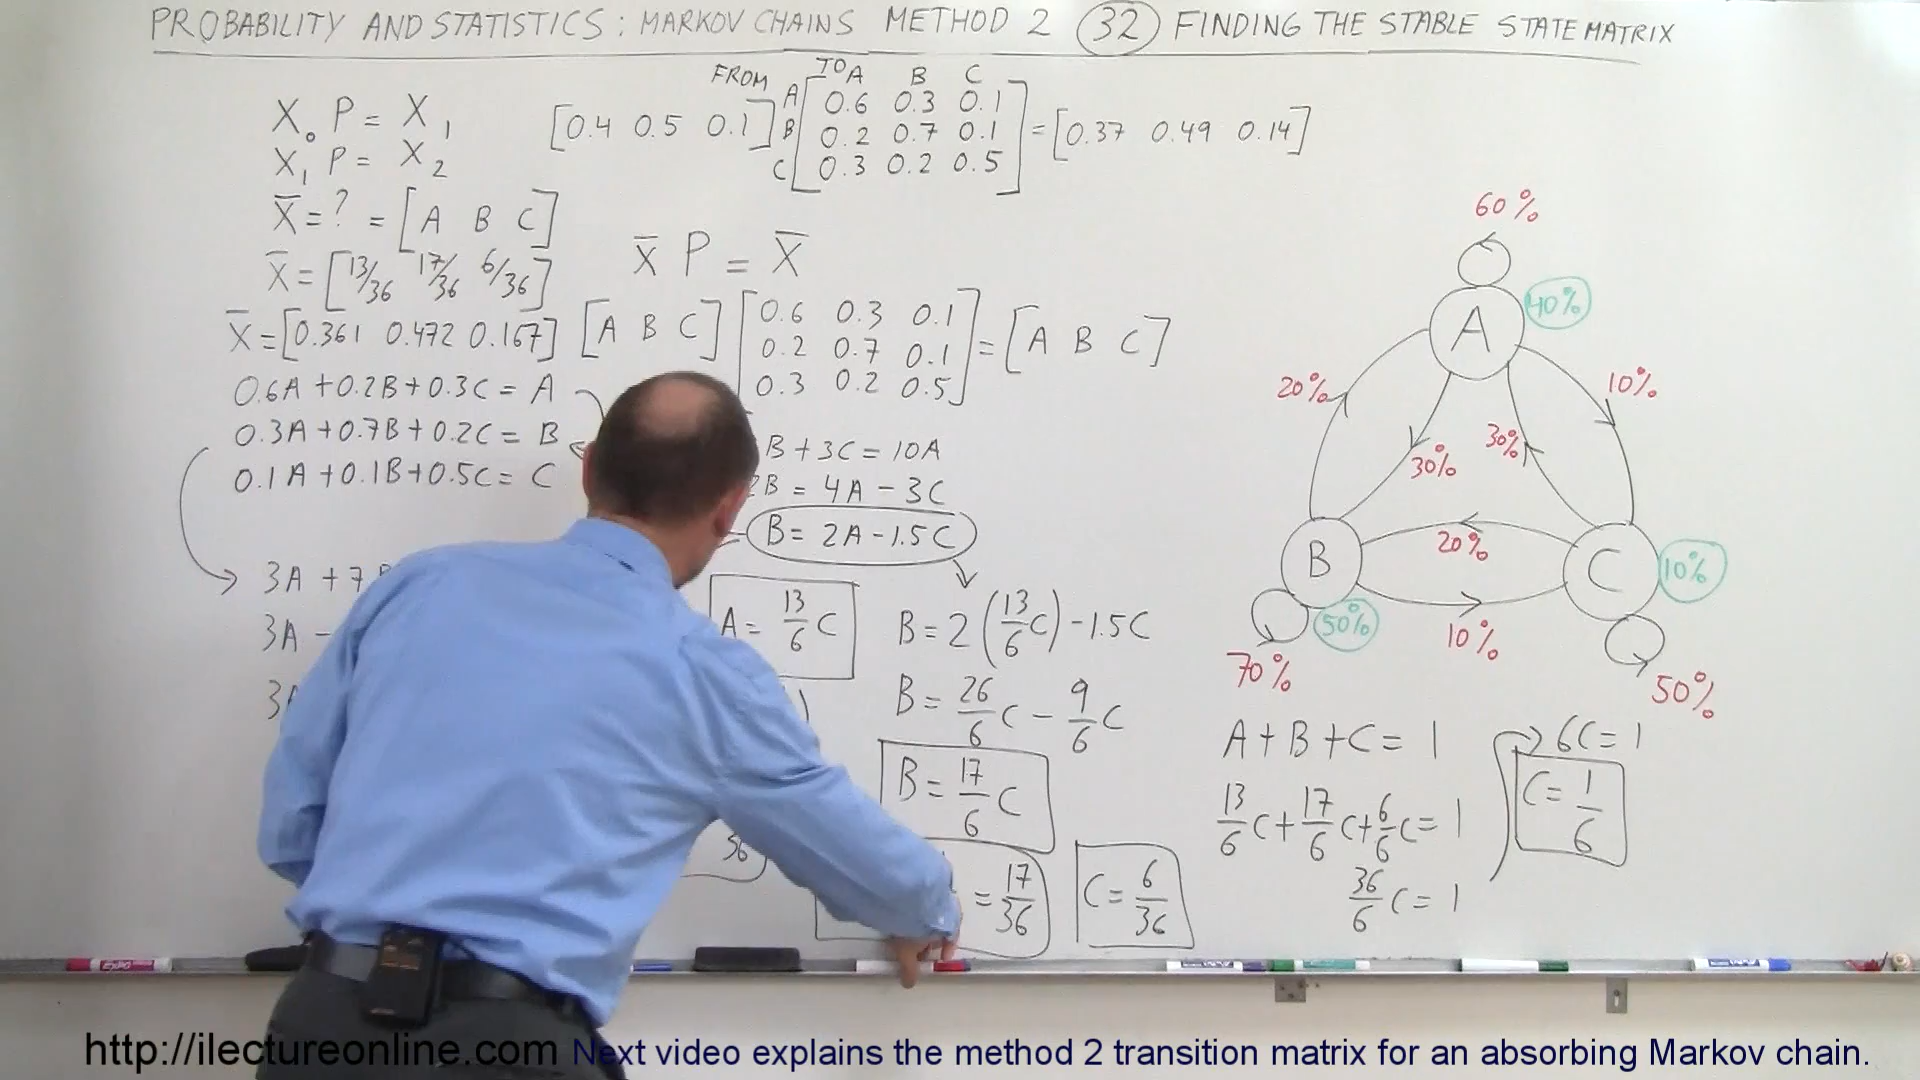 PROBABILITY AND STATISTICS: MARKOV CHAINS METHOD 2 (32) FINDING THE STABLE STATE MATRIX
FROM TO A B C
X₀ P = X₁
[0.4 0.5 0.1]
A [0.6 0.3 0.1]
B [0.2 0.7 0.1]
C [0.3 0.2 0.5]
= [0.37 0.49 0.14]
X₁ P = X₂
X̄ = ? = [A B C]
X̄ = [13/36 17/36 6/36]
X̄ = [0.361 0.472 0.167]
X̄ P = X̄
[A B C]
[0.6 0.3 0.1]
[0.2 0.7 0.1]
[0.3 0.2 0.5]
= [A B C]
0.6A + 0.2B + 0.3C = A
0.3A + 0.7B + 0.2C = B
0.1A + 0.1B + 0.5C = C
3A + 7
3A -
B + 3C = 10A
2B = 4A - 3C
B = 2A - 1.5C
A = 13/6 C
B = 2(13/6 C) - 1.5C
B = 26/6 C - 9/6 C
B = 17/6 C
36
= 17/36
C = 6/36
60%
A
40%
20%
10%
30%
30%
B
20%
C
10%
50%
10%
70%
50%
A + B + C = 1
13/6 C + 17/6 C + 6/6 C = 1
36/6 C = 1
6C = 1
C = 1/6
EXPO
http://ilectureonline.com Next video explains the method 2 transition matrix for an absorbing Markov chain.